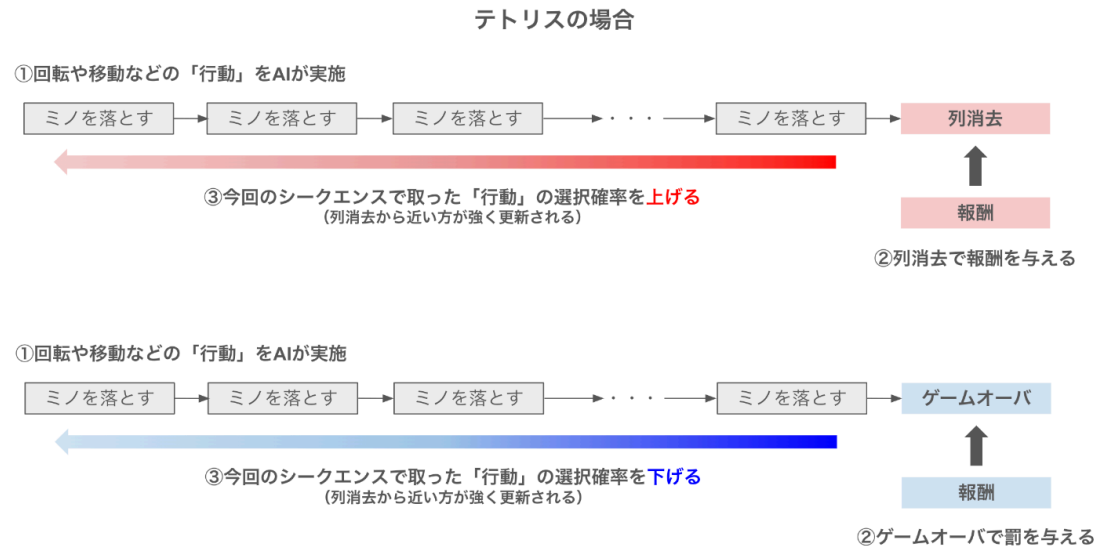 テトリスの場合
①回転や移動などの「行動」をAIが実施
ミノを落とす ミノを落とす ミノを落とす ・・・ ミノを落とす 列消去
③今回のシークエンスで取った「行動」の選択確率を上げる
（列消去から近い方が強く更新される）
報酬
②列消去で報酬を与える
①回転や移動などの「行動」をAIが実施
ミノを落とす ミノを落とす ミノを落とす ・・・ ミノを落とす ゲームオーバ
③今回のシークエンスで取った「行動」の選択確率を下げる
（列消去から近い方が強く更新される）
報酬
②ゲームオーバで罰を与える